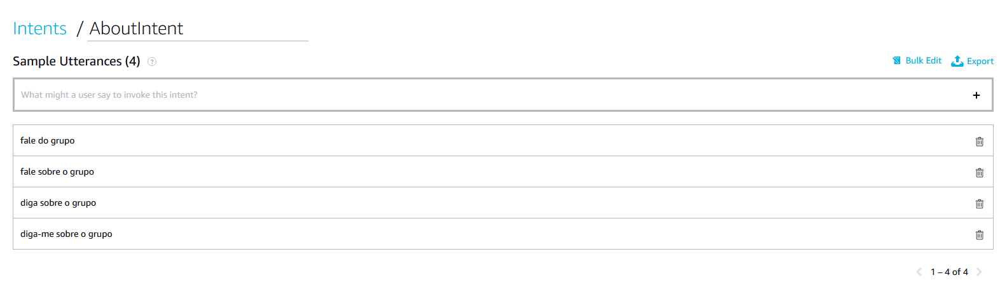 Intents / AboutIntent
Sample Utterances (4) ?
Bulk Edit Export
What might a user say to invoke this intent? +
fale do grupo
fale sobre o grupo
diga sobre o grupo
diga-me sobre o grupo
1 – 4 of 4